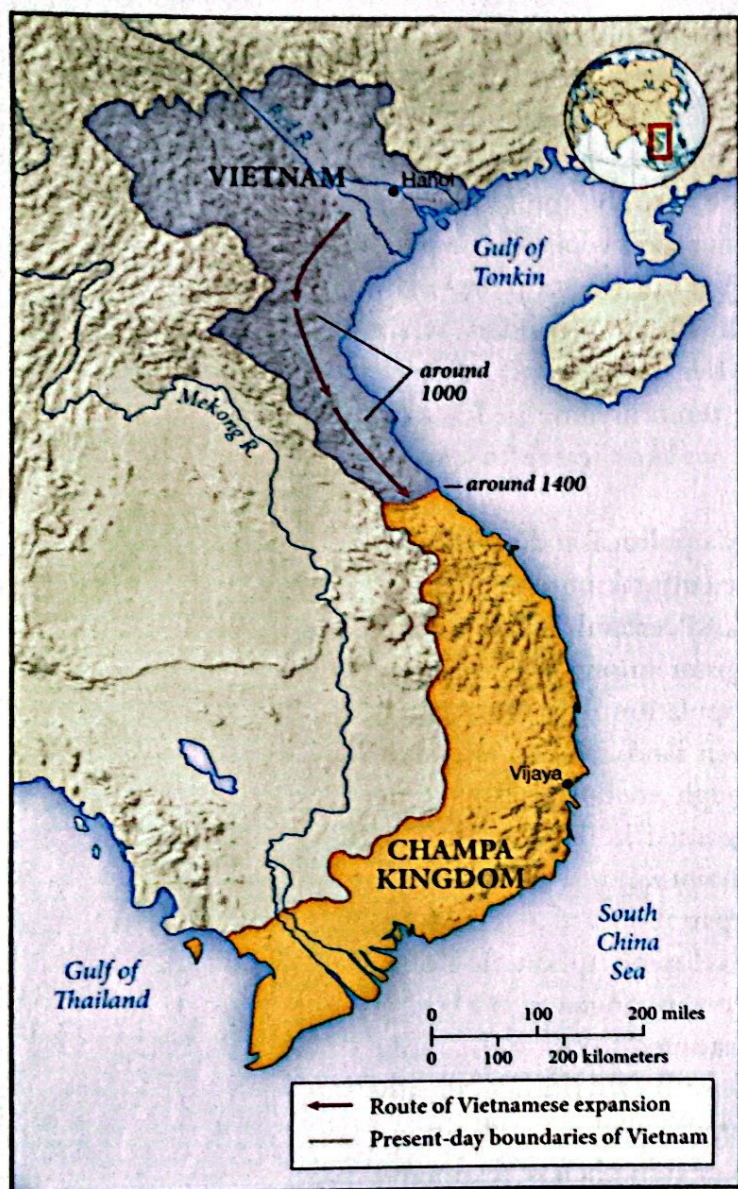 Red R.
VIETNAM
Hanoi
Gulf of
Tonkin
around
1000
Mekong R.
around 1400
Vijaya
CHAMPA
KINGDOM
South
China
Sea
Gulf of
Thailand
0 100 200 miles
0 100 200 kilometers
Route of Vietnamese expansion
Present-day boundaries of Vietnam